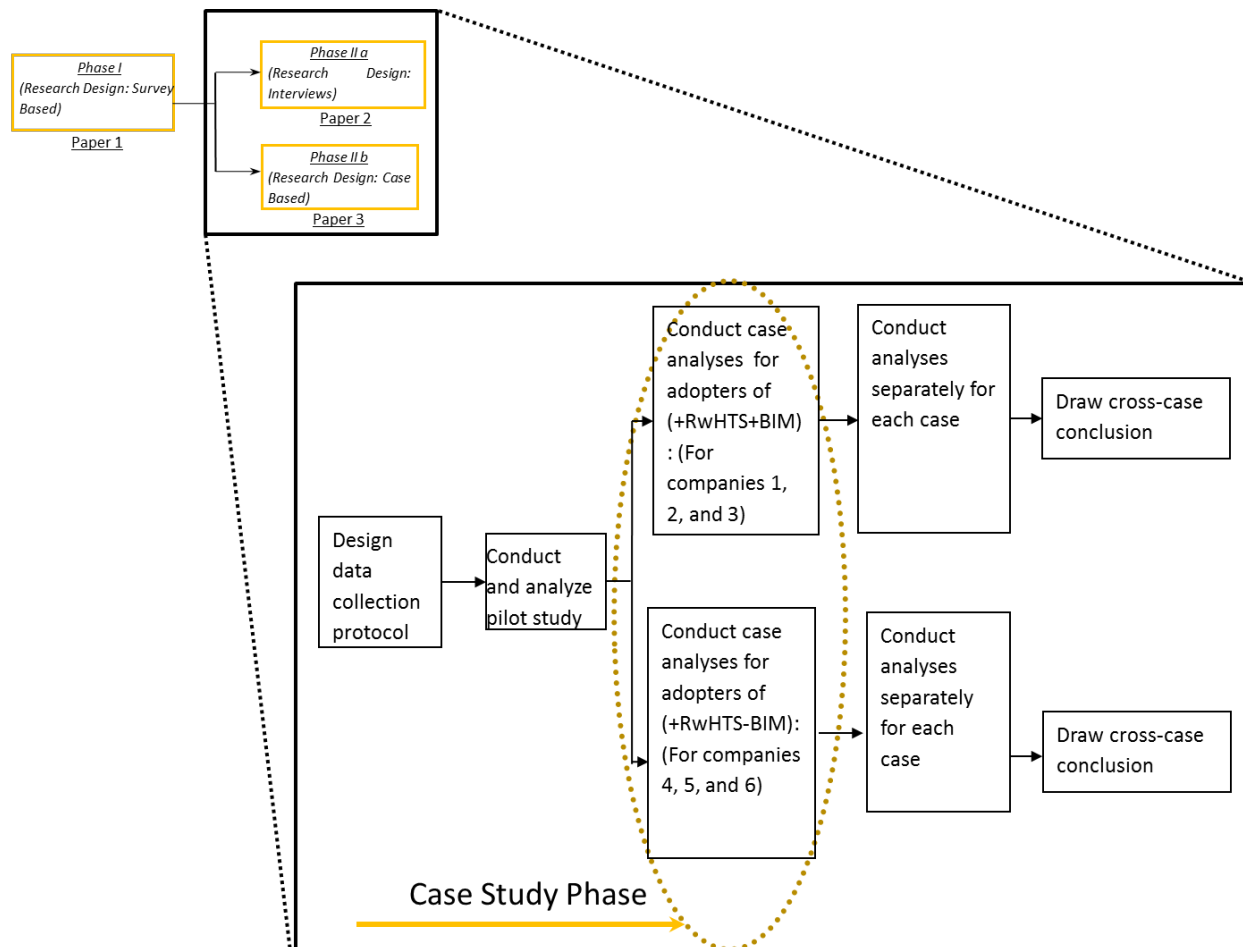 Phase I
(Research Design: Survey
Based)
Paper 1
Phase II a
(Research Design:
Interviews)
Paper 2
Phase II b
(Research Design: Case
Based)
Paper 3
Design
data
collection
protocol
Conduct
and analyze
pilot study
Conduct case
analyses for
adopters of
(+RwHTS+BIM)
: (For
companies 1,
2, and 3)
Conduct
analyses
separately for
each case
Draw cross-case
conclusion
Conduct case
analyses for
adopters of
(+RwHTS-BIM):
(For companies
4, 5, and 6)
Conduct
analyses
separately
for each
case
Draw cross-case
conclusion
Case Study Phase